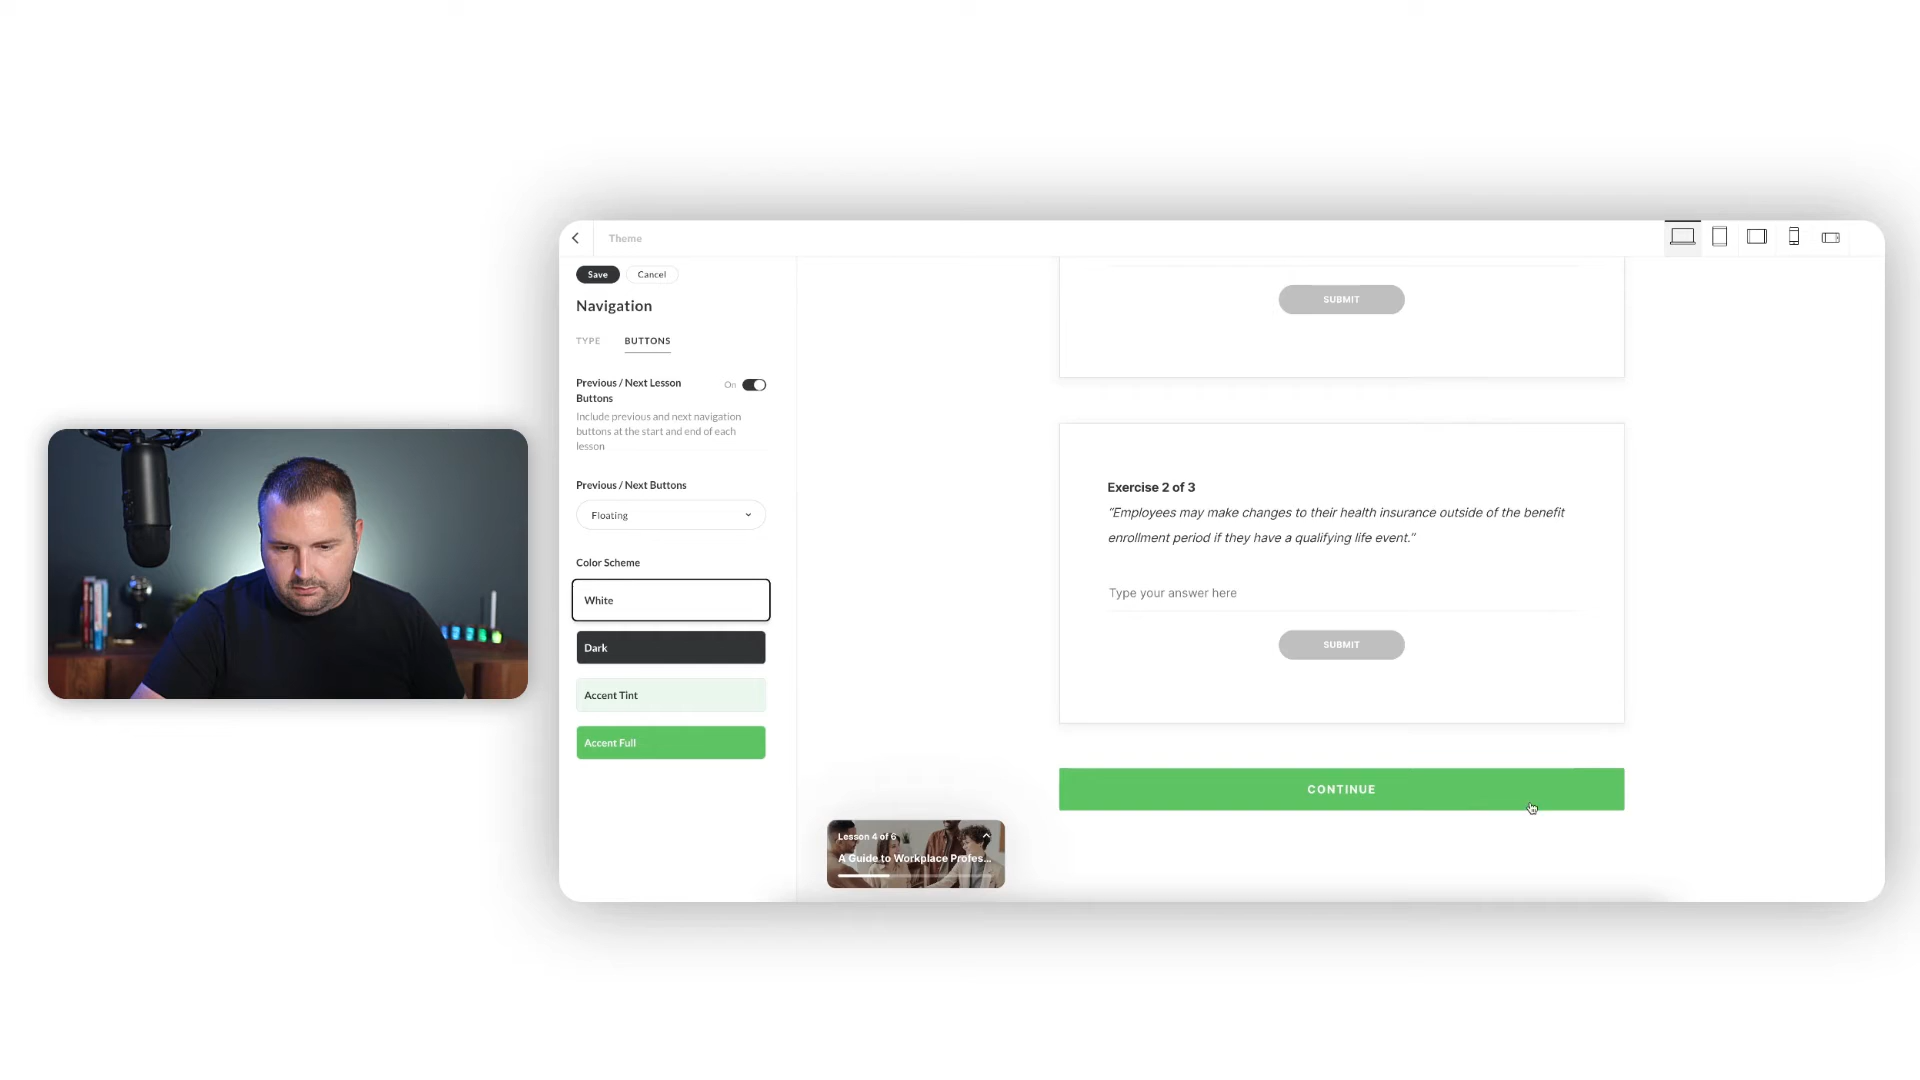 Theme
Save
Cancel
Navigation
TYPE
BUTTONS
Previous / Next Lesson
Buttons
On
Include previous and next navigation
buttons at the start and end of each
lesson
Previous / Next Buttons
Floating
Color Scheme
White
Dark
Accent Tint
Accent Full
SUBMIT
Exercise 2 of 3
“Employees may make changes to their health insurance outside of the benefit
enrollment period if they have a qualifying life event.”
Type your answer here
SUBMIT
CONTINUE
Lesson 4 of 6
A Guide to Workplace Profes...